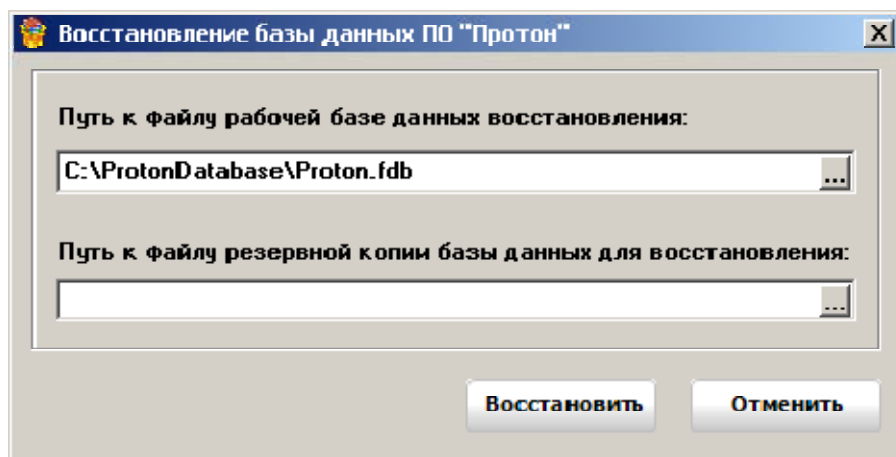 Восстановление базы данных ПО "Протон"
Путь к файлу рабочей базе данных восстановления:
C:\ProtonDatabase\Proton.fdb
...
Путь к файлу резервной копии базы данных для восстановления:
...
Восстановить Отменить